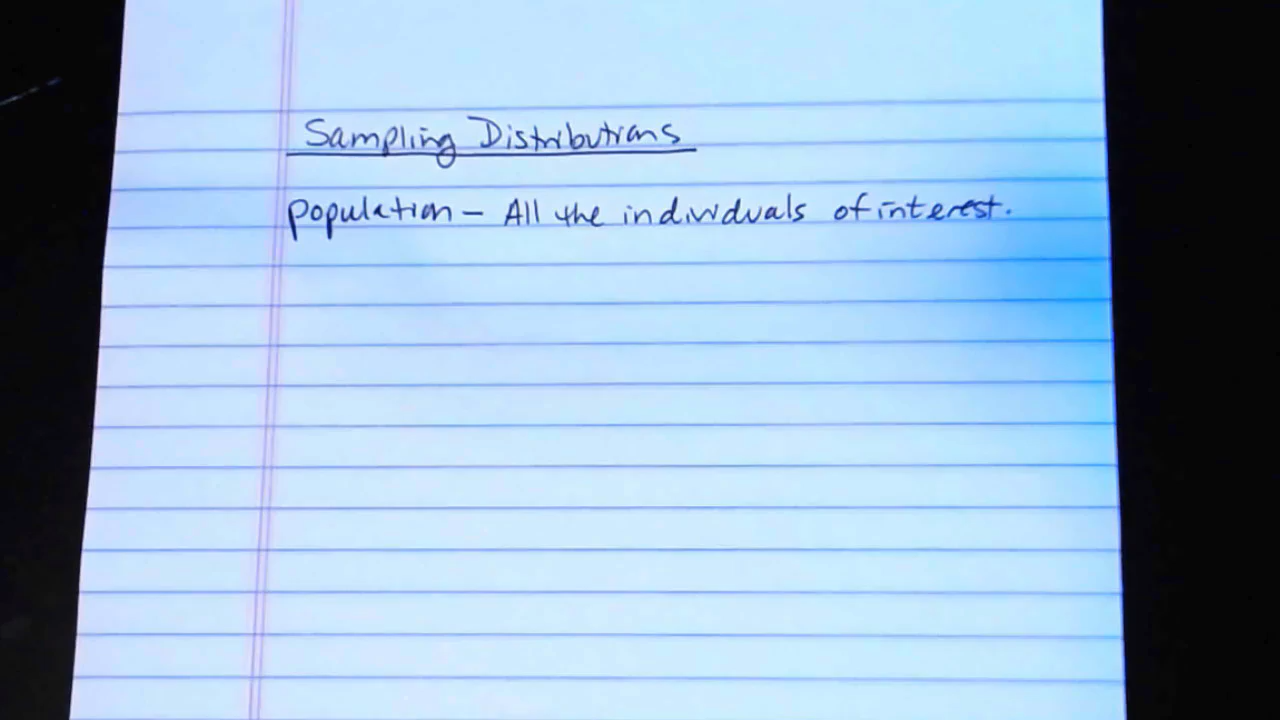 Sampling Distributions
population — All the individuals of interest.